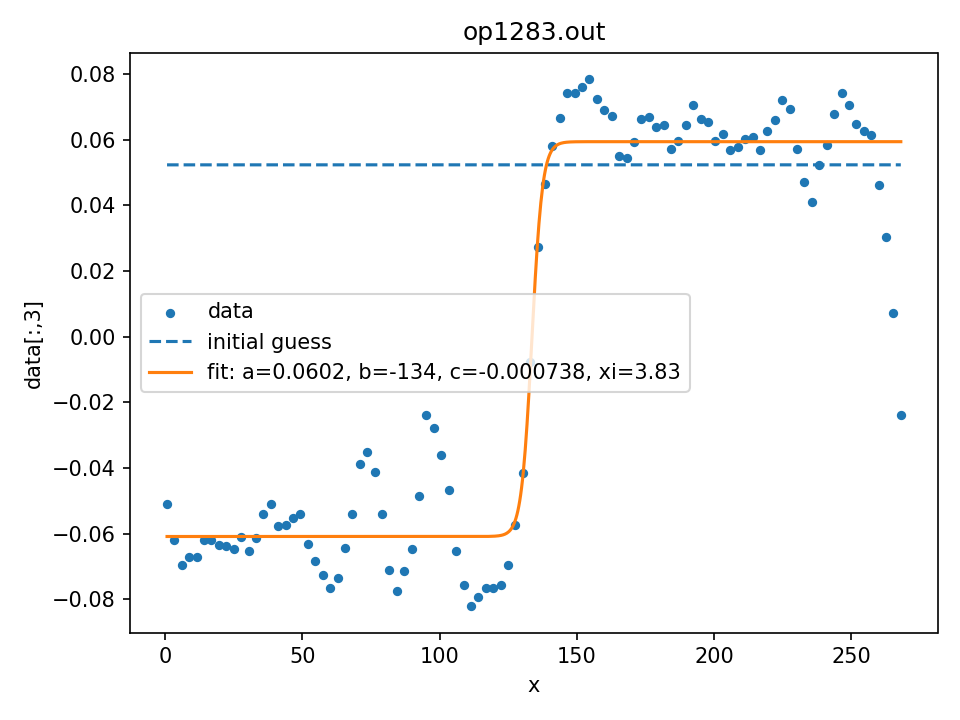 op1283.out
0.08
0.06
0.04
0.02
0.00
−0.02
−0.04
−0.06
−0.08
data[:,3]
data
initial guess
fit: a=0.0602, b=-134, c=-0.000738, xi=3.83
0 50 100 150 200 250
x